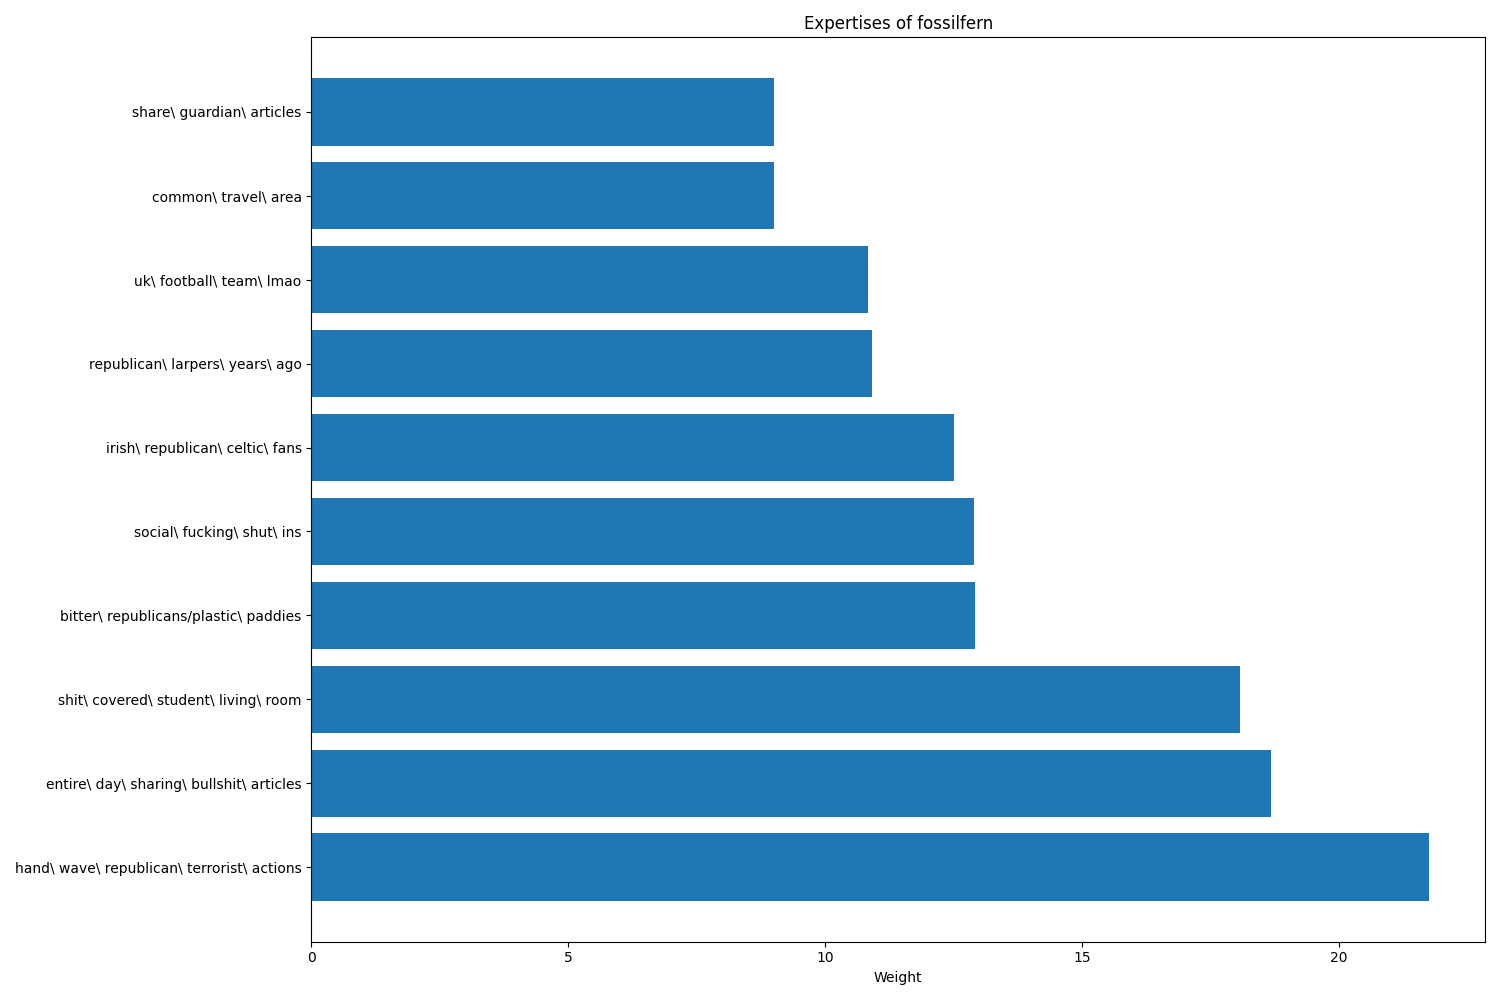 Expertises of fossilfern
share\ guardian\ articles
common\ travel\ area
uk\ football\ team\ lmao
republican\ larpers\ years\ ago
irish\ republican\ celtic\ fans
social\ fucking\ shut\ ins
bitter\ republicans/plastic\ paddies
shit\ covered\ student\ living\ room
entire\ day\ sharing\ bullshit\ articles
hand\ wave\ republican\ terrorist\ actions
0 5 10 15 20
Weight